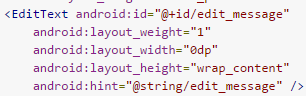 <EditText android:id="@+id/edit_message"
android:layout_weight="1"
android:layout_width="0dp"
android:layout_height="wrap_content"
android:hint="@string/edit_message" />